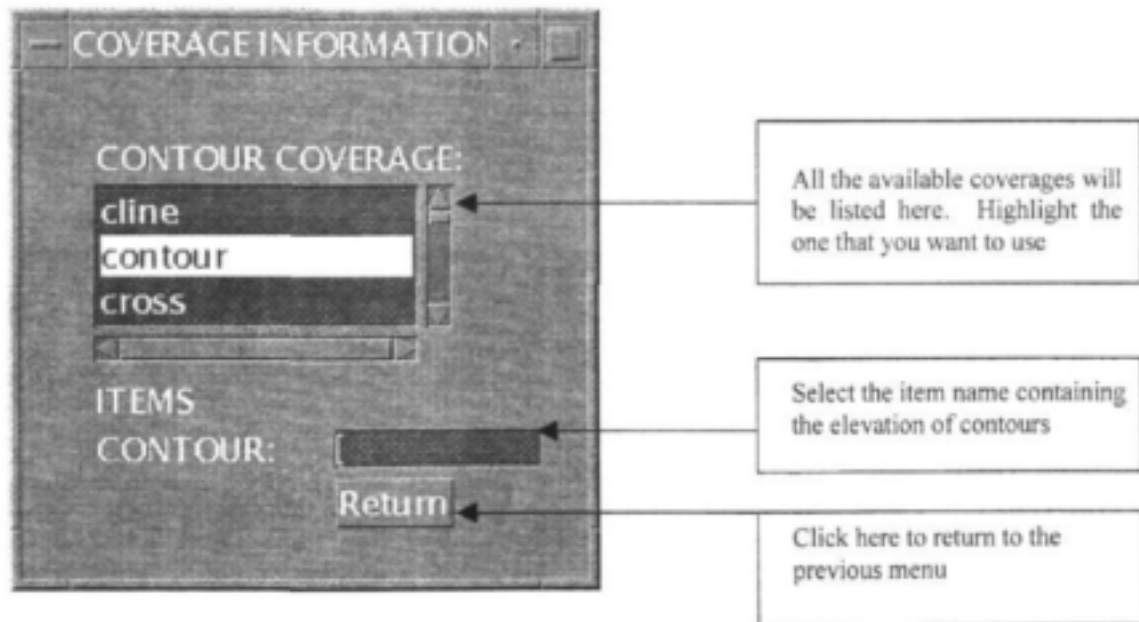 COVERAGE INFORMATION
CONTOUR COVERAGE:
cline
contour
cross
ITEMS
CONTOUR:
Return
All the available coverages will
be listed here. Highlight the
one that you want to use
Select the item name containing
the elevation of contours
Click here to return to the
previous menu